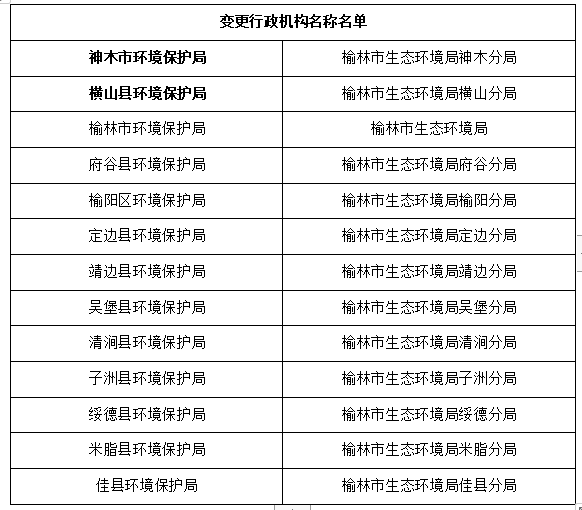 变更行政机构名称名单
神木市环境保护局 榆林市生态环境局神木分局
横山县环境保护局 榆林市生态环境局横山分局
榆林市环境保护局 榆林市生态环境局
府谷县环境保护局 榆林市生态环境局府谷分局
榆阳区环境保护局 榆林市生态环境局榆阳分局
定边县环境保护局 榆林市生态环境局定边分局
靖边县环境保护局 榆林市生态环境局靖边分局
吴堡县环境保护局 榆林市生态环境局吴堡分局
清涧县环境保护局 榆林市生态环境局清涧分局
子洲县环境保护局 榆林市生态环境局子洲分局
绥德县环境保护局 榆林市生态环境局绥德分局
米脂县环境保护局 榆林市生态环境局米脂分局
佳县环境保护局 榆林市生态环境局佳县分局